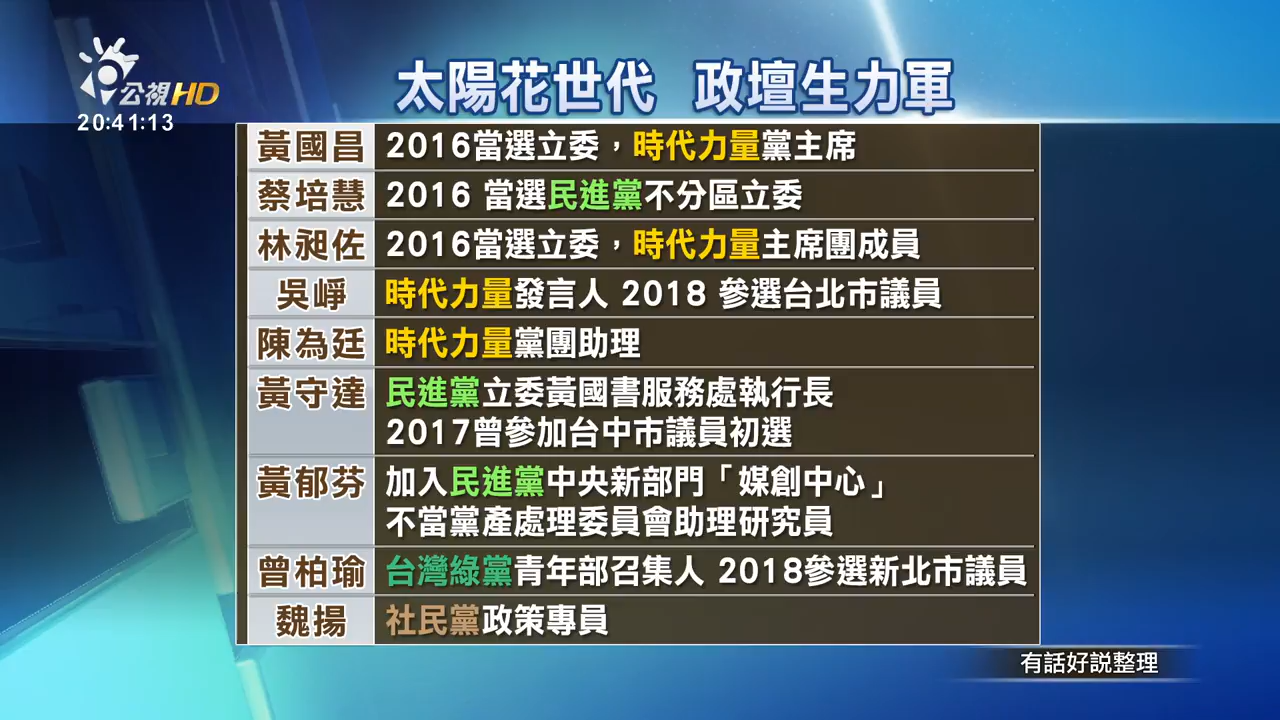 公視HD
20:41:13
太陽花世代 政壇生力軍
黃國昌 2016當選立委，時代力量黨主席
蔡培慧 2016 當選民進黨不分區立委
林昶佐 2016當選立委，時代力量主席團成員
吳崢 時代力量發言人 2018 參選台北市議員
陳為廷 時代力量黨團助理
黃守達 民進黨立委黃國書服務處執行長
2017曾參加台中市議員初選
黃郁芬 加入民進黨中央新部門「媒創中心」
不當黨產處理委員會助理研究員
曾柏瑜 台灣綠黨青年部召集人 2018參選新北市議員
魏揚 社民黨政策專員
有話好說整理